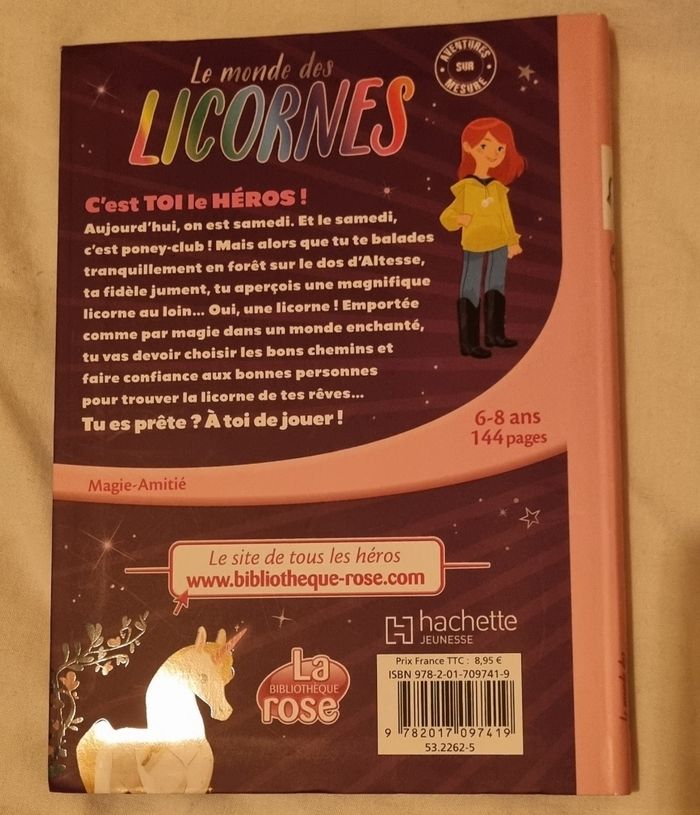 Le monde des
LICORNES
AVENTURES
SUR
MESURE
C'est TOI le HÉROS !
Aujourd'hui, on est samedi. Et le samedi,
c'est poney-club ! Mais alors que tu te balades
tranquillement en forêt sur le dos d'Altesse,
ta fidèle jument, tu aperçois une magnifique
licorne au loin... Oui, une licorne ! Emportée
comme par magie dans un monde enchanté,
tu vas devoir choisir les bons chemins et
faire confiance aux bonnes personnes
pour trouver la licorne de tes rêves...
Tu es prête ? À toi de jouer !
6-8 ans
144 pages
Magie-Amitié
Le site de tous les héros
www.bibliotheque-rose.com
hachette
JEUNESSE
La
BIBLIOTHÈQUE
rose
Prix France TTC : 8,95 €
ISBN 978-2-01-709741-9
9 782017 097419
53.2262-5
Le monde des